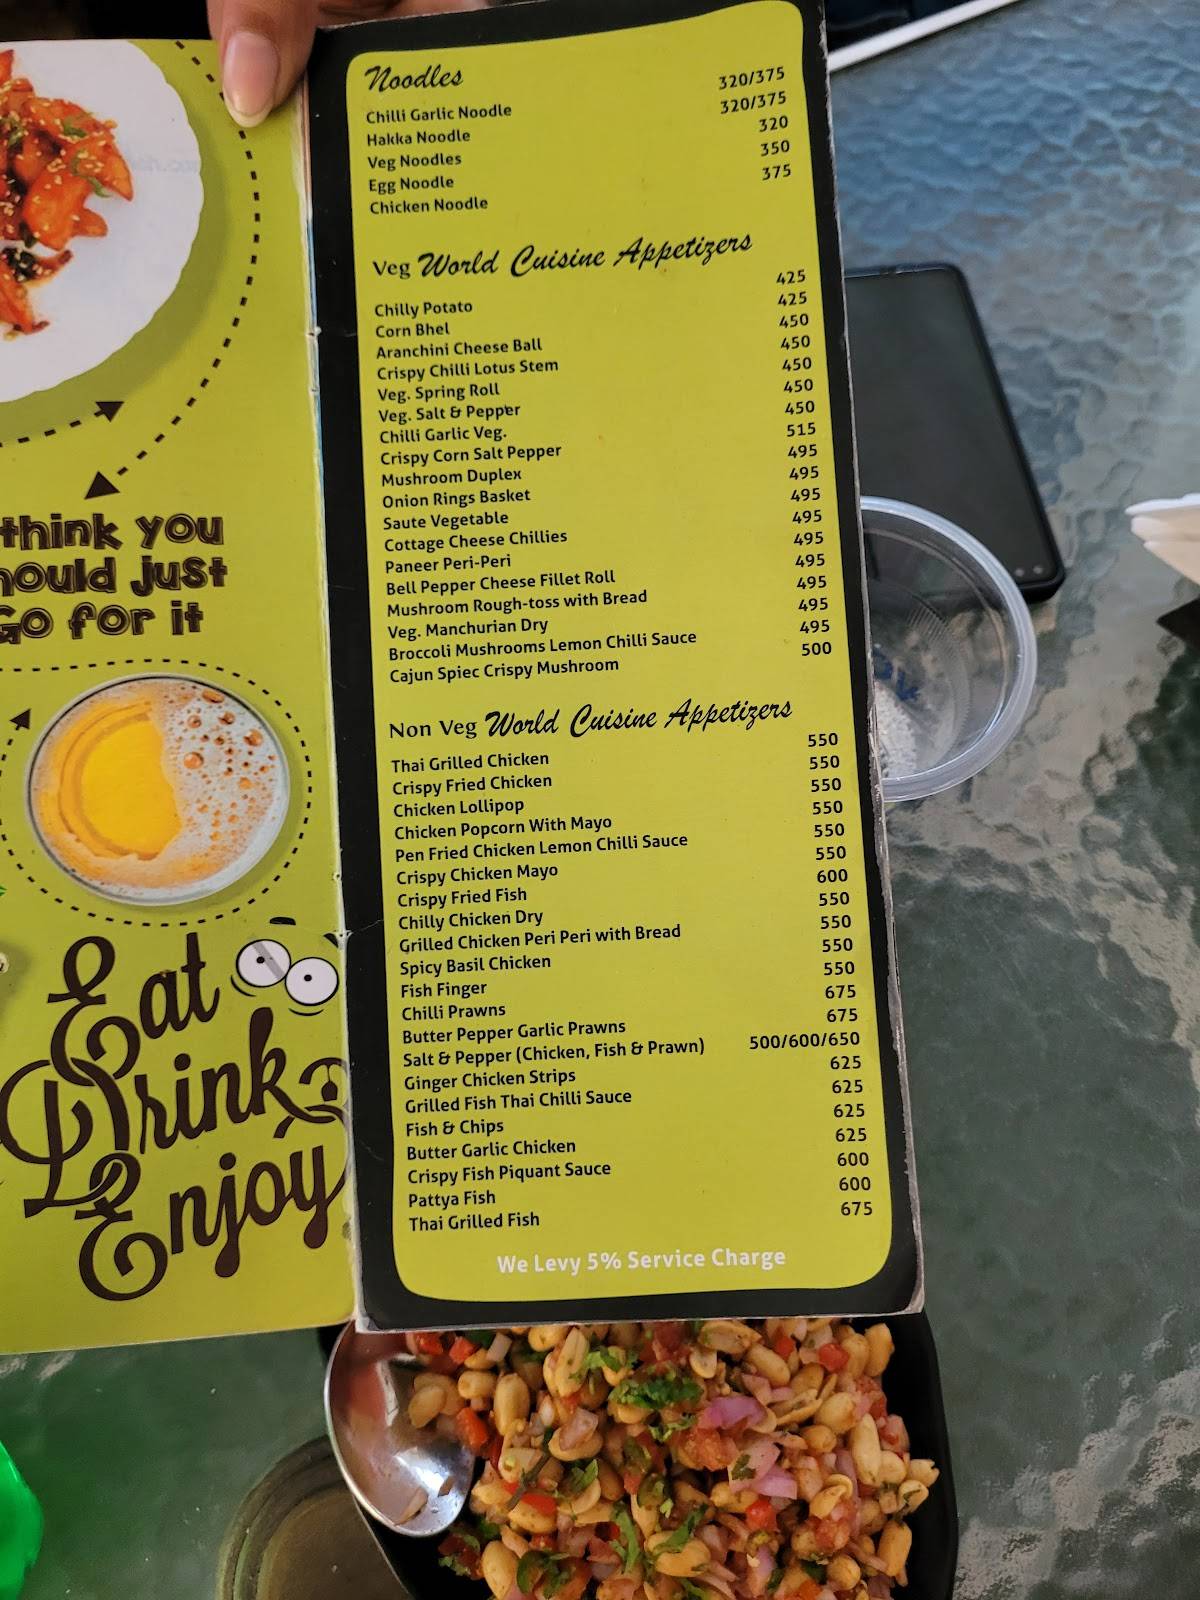 think you
hould just
Go for it
Eat
Drink
Enjoy
Noodles
Chilli Garlic Noodle 320/375
Hakka Noodle 320/375
Veg Noodles 320
Egg Noodle 350
Chicken Noodle 375
Veg World Cuisine Appetizers
Chilly Potato 425
Corn Bhel 425
Aranchini Cheese Ball 450
Crispy Chilli Lotus Stem 450
Veg. Spring Roll 450
Veg. Salt & Pepper 450
Chilli Garlic Veg. 450
Crispy Corn Salt Pepper 515
Mushroom Duplex 495
Onion Rings Basket 495
Saute Vegetable 495
Cottage Cheese Chillies 495
Paneer Peri-Peri 495
Bell Pepper Cheese Fillet Roll 495
Mushroom Rough-toss with Bread 495
Veg. Manchurian Dry 495
Broccoli Mushrooms Lemon Chilli Sauce 495
Cajun Spiec Crispy Mushroom 500
Non Veg World Cuisine Appetizers
Thai Grilled Chicken 550
Crispy Fried Chicken 550
Chicken Lollipop 550
Chicken Popcorn With Mayo 550
Pen Fried Chicken Lemon Chilli Sauce 550
Crispy Chicken Mayo 550
Crispy Fried Fish 600
Chilly Chicken Dry 550
Grilled Chicken Peri Peri with Bread 550
Spicy Basil Chicken 550
Fish Finger 550
Chilli Prawns 675
Butter Pepper Garlic Prawns 675
Salt & Pepper (Chicken, Fish & Prawn) 500/600/650
Ginger Chicken Strips 625
Grilled Fish Thai Chilli Sauce 625
Fish & Chips 625
Butter Garlic Chicken 625
Crispy Fish Piquant Sauce 600
Pattya Fish 600
Thai Grilled Fish 675
We Levy 5% Service Charge